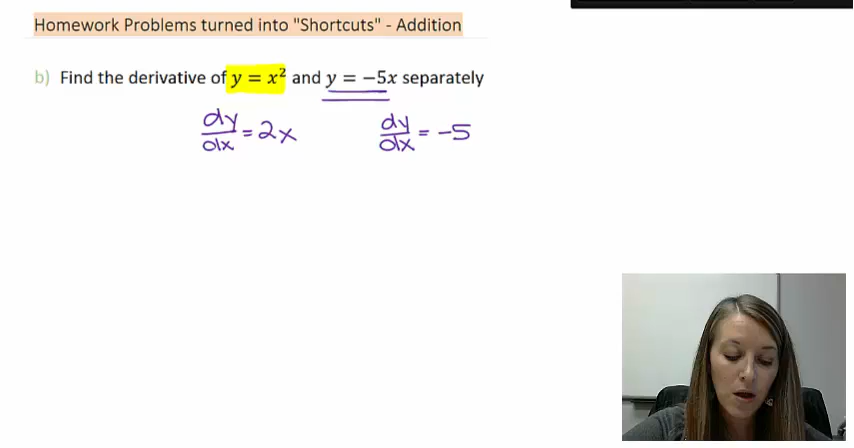 Homework Problems turned into "Shortcuts" - Addition
b) Find the derivative of y = x² and y = −5x separately
dy/dx = 2x
dy/dx = -5